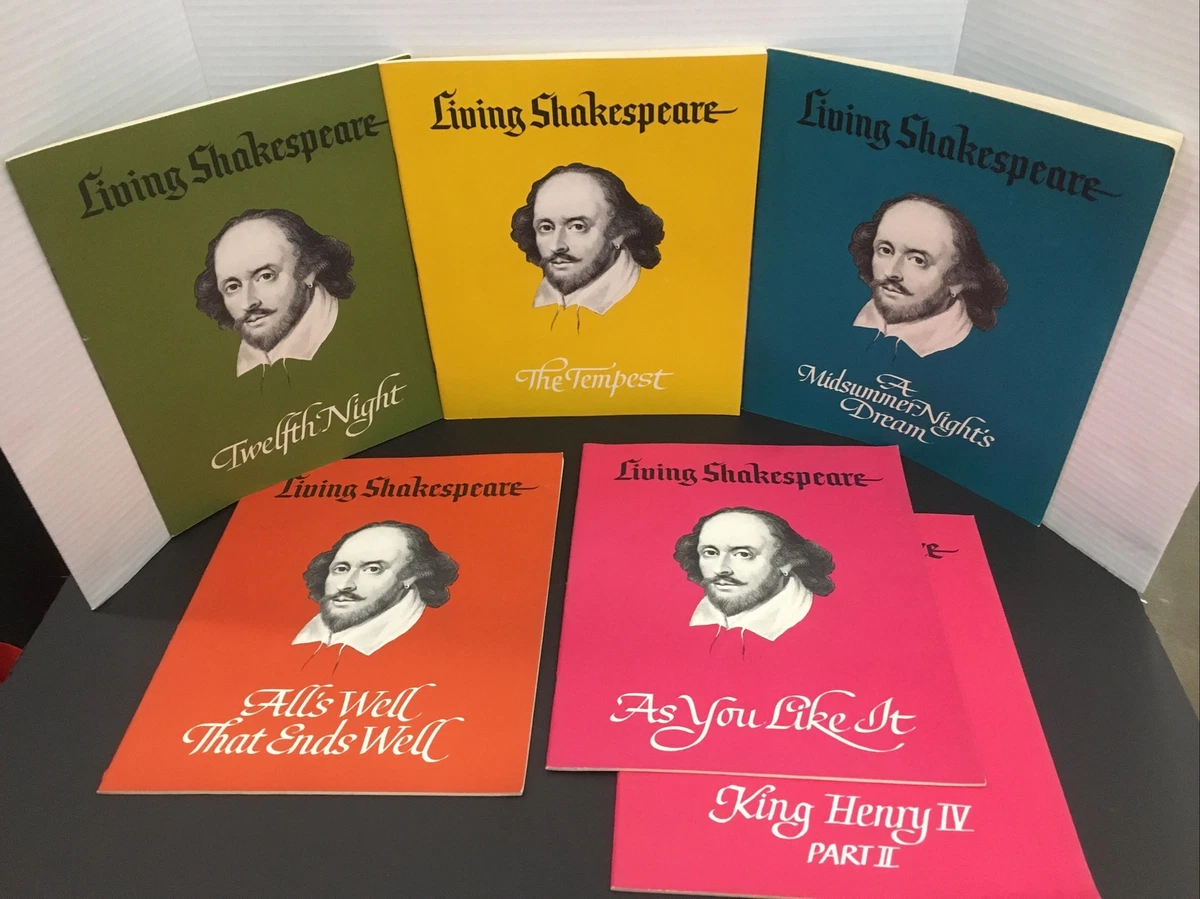 Living Shakespeare
Twelfth Night
Living Shakespeare
The Tempest
Living Shakespeare
A
Midsummer Night's
Dream
Living Shakespeare
All's Well
That Ends Well
Living Shakespeare
As You Like It
King Henry IV
PART II